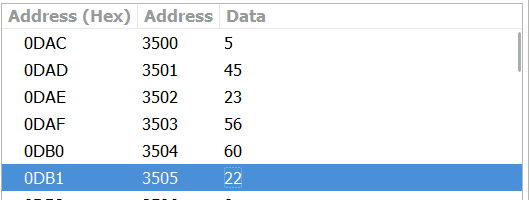 Address (Hex) Address Data
0DAC 3500 5
0DAD 3501 45
0DAE 3502 23
0DAF 3503 56
0DB0 3504 60
0DB1 3505 22